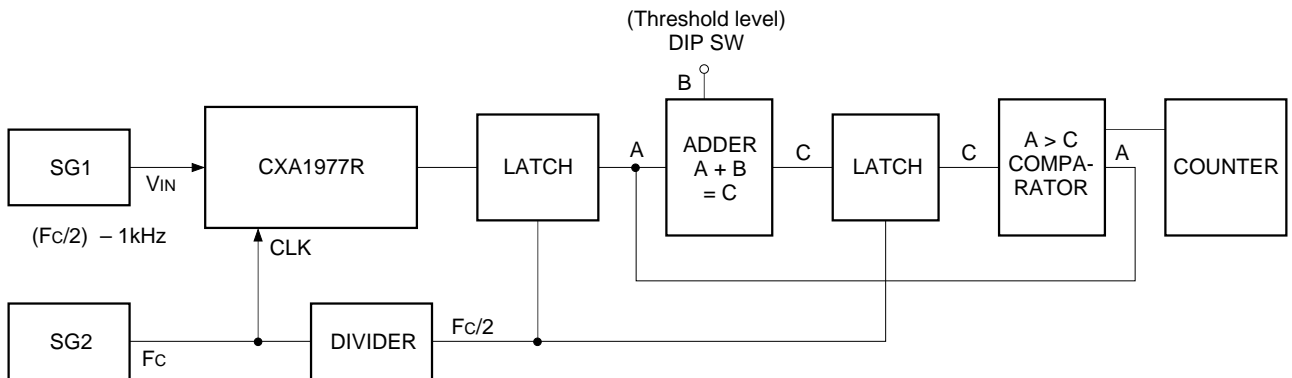 (Threshold level)
DIP SW
B
SG1
VIN
(FC/2) – 1kHz
CXA1977R
CLK
LATCH
A
ADDER
A + B
= C
C
LATCH
C
A > C
COMPA-
RATOR
A
COUNTER
SG2
FC
DIVIDER
FC/2